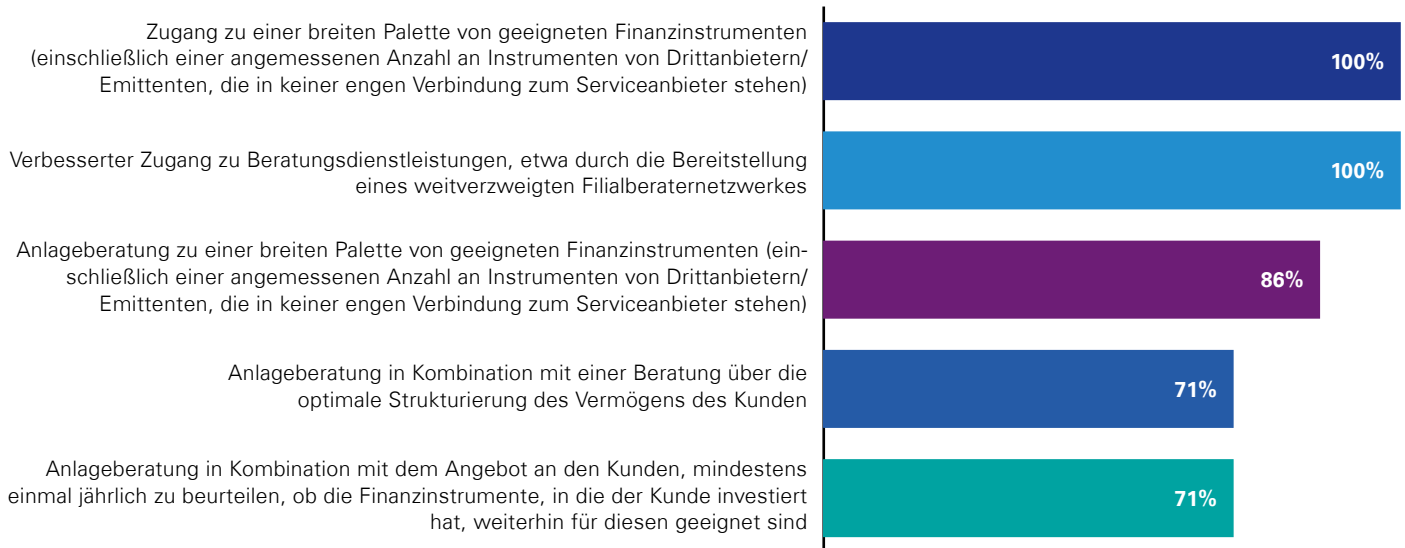 Zugang zu einer breiten Palette von geeigneten Finanzinstrumenten
(einschließlich einer angemessenen Anzahl an Instrumenten von Drittanbietern/
Emittenten, die in keiner engen Verbindung zum Serviceanbieter stehen)
100%
Verbesserter Zugang zu Beratungsdienstleistungen, etwa durch die Bereitstellung
eines weitverzweigten Filialberaternetzwerkes
100%
Anlageberatung zu einer breiten Palette von geeigneten Finanzinstrumenten (ein-
schließlich einer angemessenen Anzahl an Instrumenten von Drittanbietern/
Emittenten, die in keiner engen Verbindung zum Serviceanbieter stehen)
86%
Anlageberatung in Kombination mit einer Beratung über die
optimale Strukturierung des Vermögens des Kunden
71%
Anlageberatung in Kombination mit dem Angebot an den Kunden, mindestens
einmal jährlich zu beurteilen, ob die Finanzinstrumente, in die der Kunde investiert
hat, weiterhin für diesen geeignet sind
71%